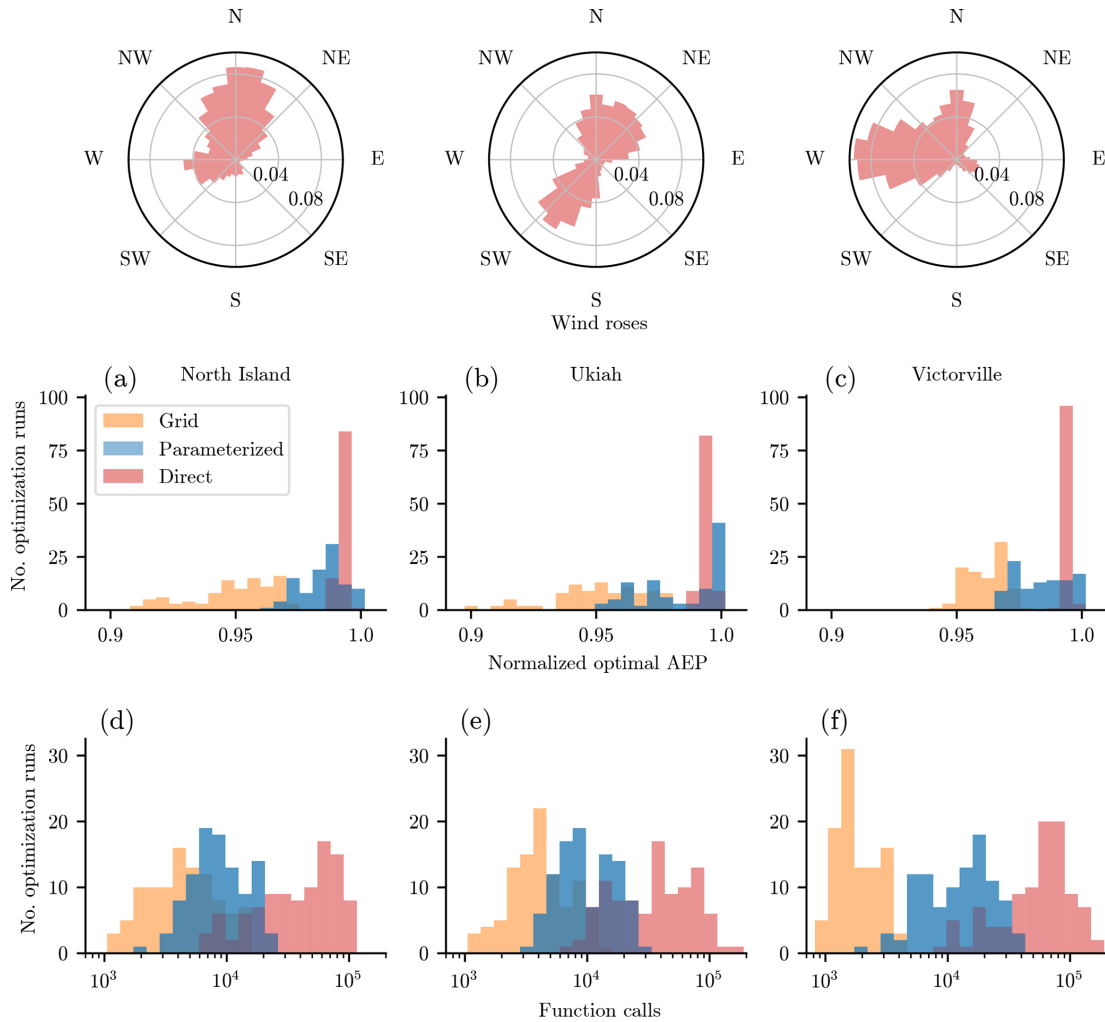 N N N
NW NE NW NE NW NE
W E W E W E
0.04 0.04 0.04
0.08 0.08 0.08
SW SE SW SE SW SE
S S S
Wind roses
(a) North Island (b) Ukiah (c) Victorville
No. optimization runs
100 100 100
75 75 75
50 50 50
25 25 25
0 0 0
Grid
Parameterized
Direct
0.9 0.95 1.0 0.9 0.95 1.0 0.9 0.95 1.0
Normalized optimal AEP
(d) (e) (f)
No. optimization runs
30 30 30
20 20 20
10 10 10
0 0 0
10³ 10⁴ 10⁵ 10³ 10⁴ 10⁵ 10³ 10⁴ 10⁵
Function calls